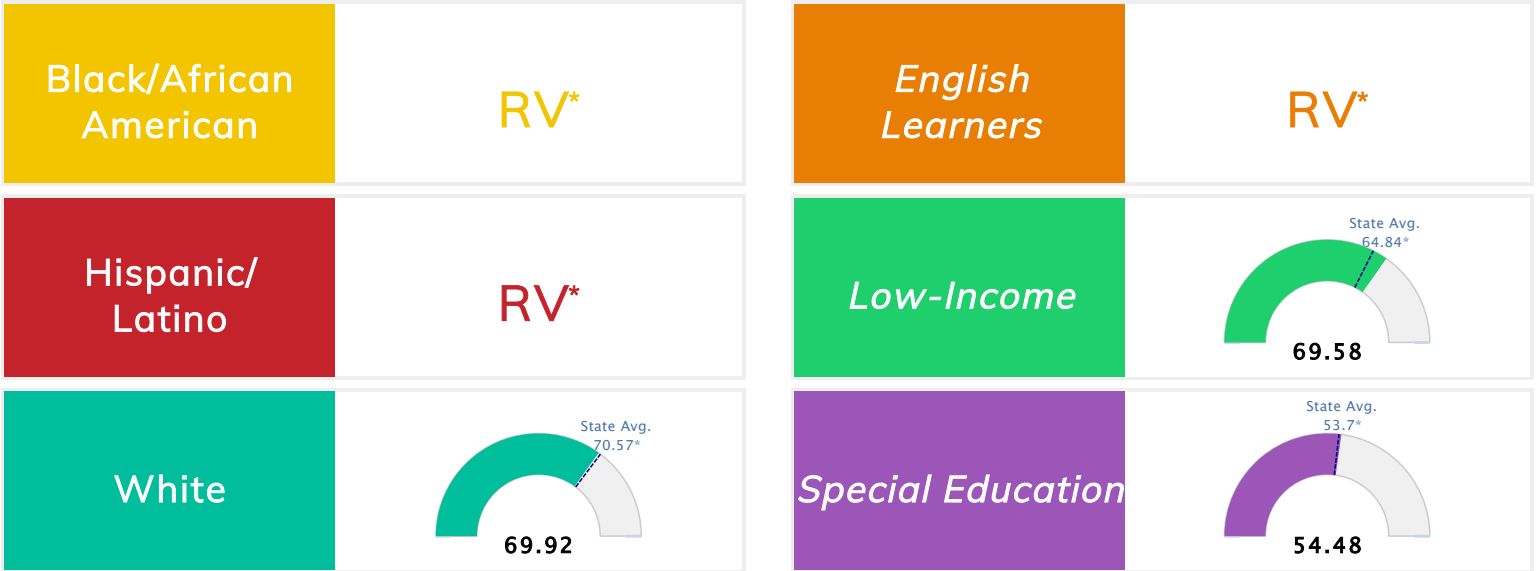 Black/African
American
RV*
English
Learners
RV*
Hispanic/
Latino
RV*
Low-Income
State Avg.
64.84*
69.58
White
State Avg.
70.57*
69.92
Special Education
State Avg.
53.7*
54.48